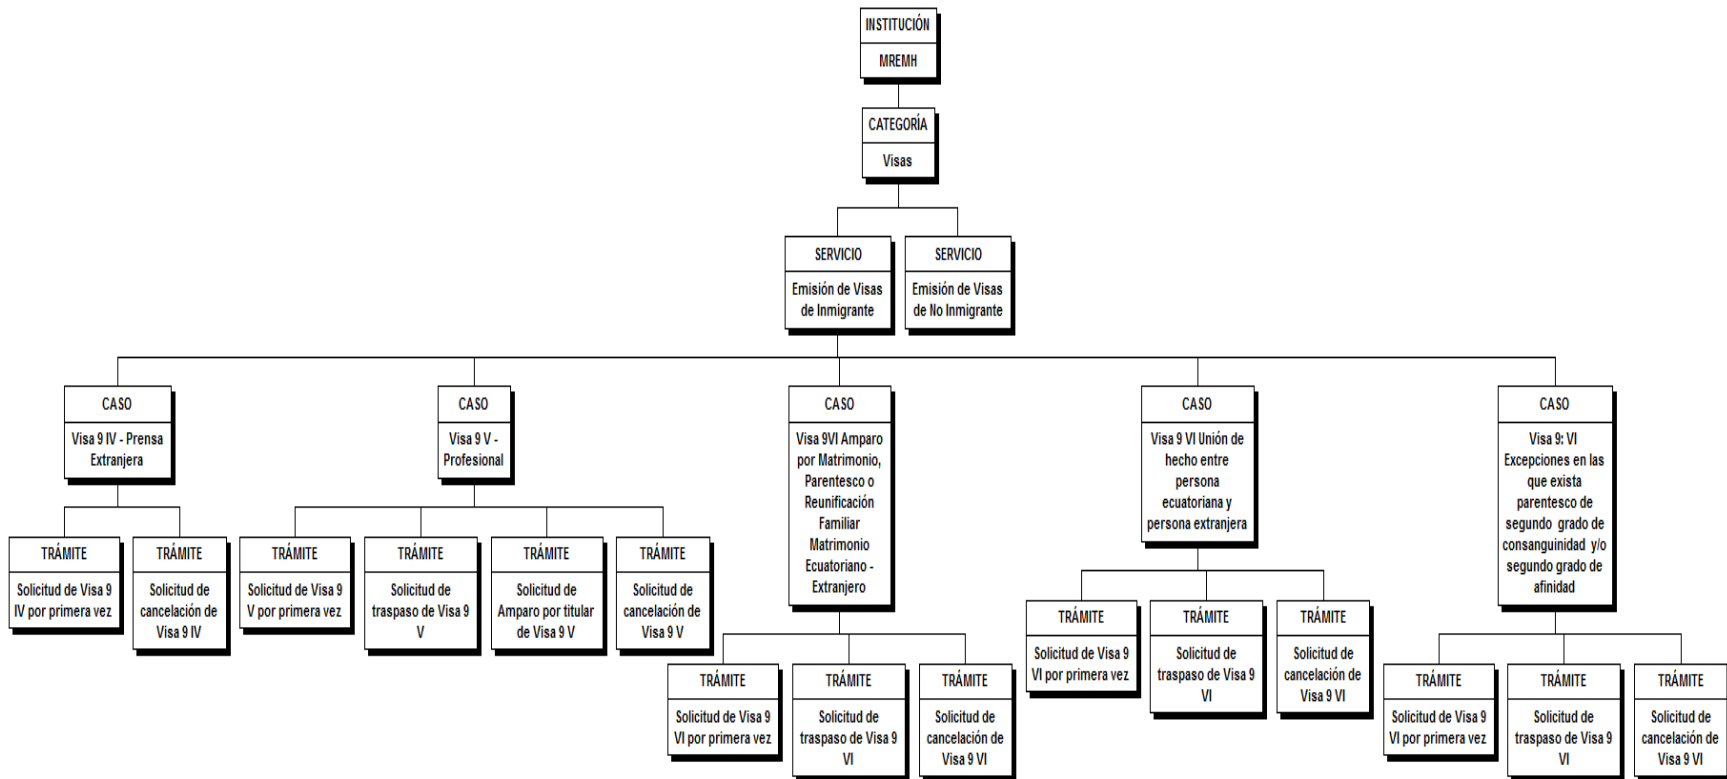 INSTITUCIÓN
MREMH
CATEGORÍA
Visas
SERVICIO
Emisión de Visas
de Inmigrante
SERVICIO
Emisión de Visas
de No Inmigrante
CASO
Visa 9 IV - Prensa
Extranjera
CASO
Visa 9 V -
Profesional
CASO
Visa 9VI Amparo
por Matrimonio,
Parentesco o
Reunificación
Familiar
Matrimonio
Ecuatoriano -
Extranjero
CASO
Visa 9 VI Unión de
hecho entre
persona
ecuatoriana y
persona extranjera
CASO
Visa 9: VI
Excepciones en las
que exista
parentesco de
segundo grado de
consanguinidad y/o
segundo grado de
afinidad
TRÁMITE
Solicitud de Visa 9
IV por primera vez
TRÁMITE
Solicitud de
cancelación de
Visa 9 IV
TRÁMITE
Solicitud de Visa 9
V por primera vez
TRÁMITE
Solicitud de
traspaso de Visa 9
V
TRÁMITE
Solicitud de
Amparo por titular
de Visa 9 V
TRÁMITE
Solicitud de
cancelación de
Visa 9 V
TRÁMITE
Solicitud de Visa 9
VI por primera vez
TRÁMITE
Solicitud de
traspaso de Visa 9
VI
TRÁMITE
Solicitud de
cancelación de
Visa 9 VI
TRÁMITE
Solicitud de Visa 9
VI por primera vez
TRÁMITE
Solicitud de
traspaso de Visa 9
VI
TRÁMITE
Solicitud de
cancelación de
Visa 9 VI
TRÁMITE
Solicitud de Visa 9
VI por primera vez
TRÁMITE
Solicitud de
traspaso de Visa 9
VI
TRÁMITE
Solicitud de
cancelación de
Visa 9 VI